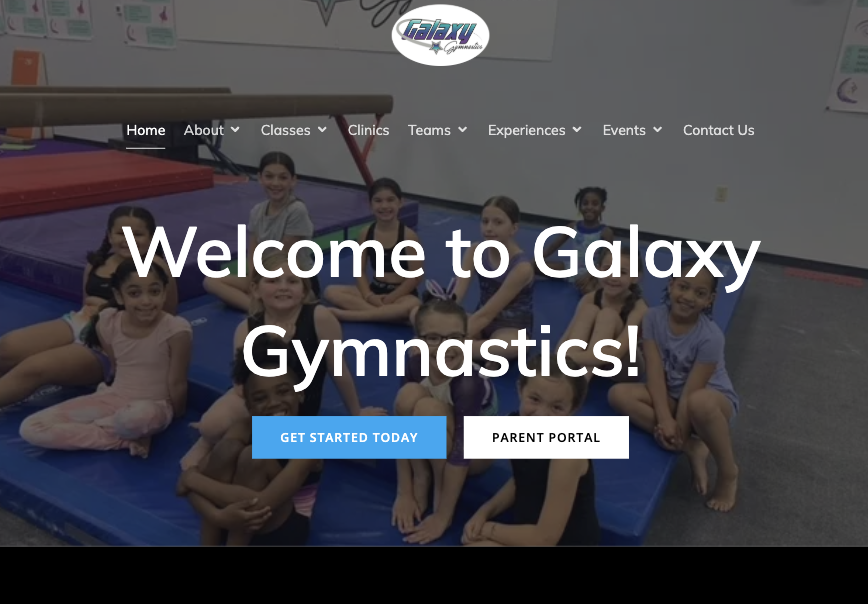 Galaxy
Gymnastics
Home About Classes Clinics Teams Experiences Events Contact Us
Welcome to Galaxy
Gymnastics!
GET STARTED TODAY PARENT PORTAL